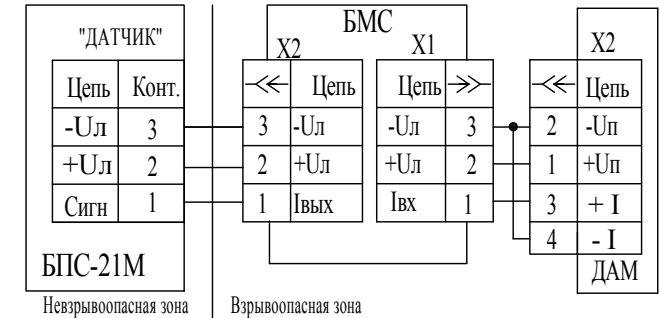 БМС
"ДАТЧИК" X2 X1 X2
Цепь Конт. Цепь Цепь Цепь
-Uл 3 3 -Uл -Uл 3 2 -Uп
+Uл 2 2 +Uл +Uл 2 1 +Uп
Сигн 1 1 Iвых Iвх 1 3 + I
4 - I
БПС-21М ДАМ
Невзрывоопасная зона Взрывоопасная зона